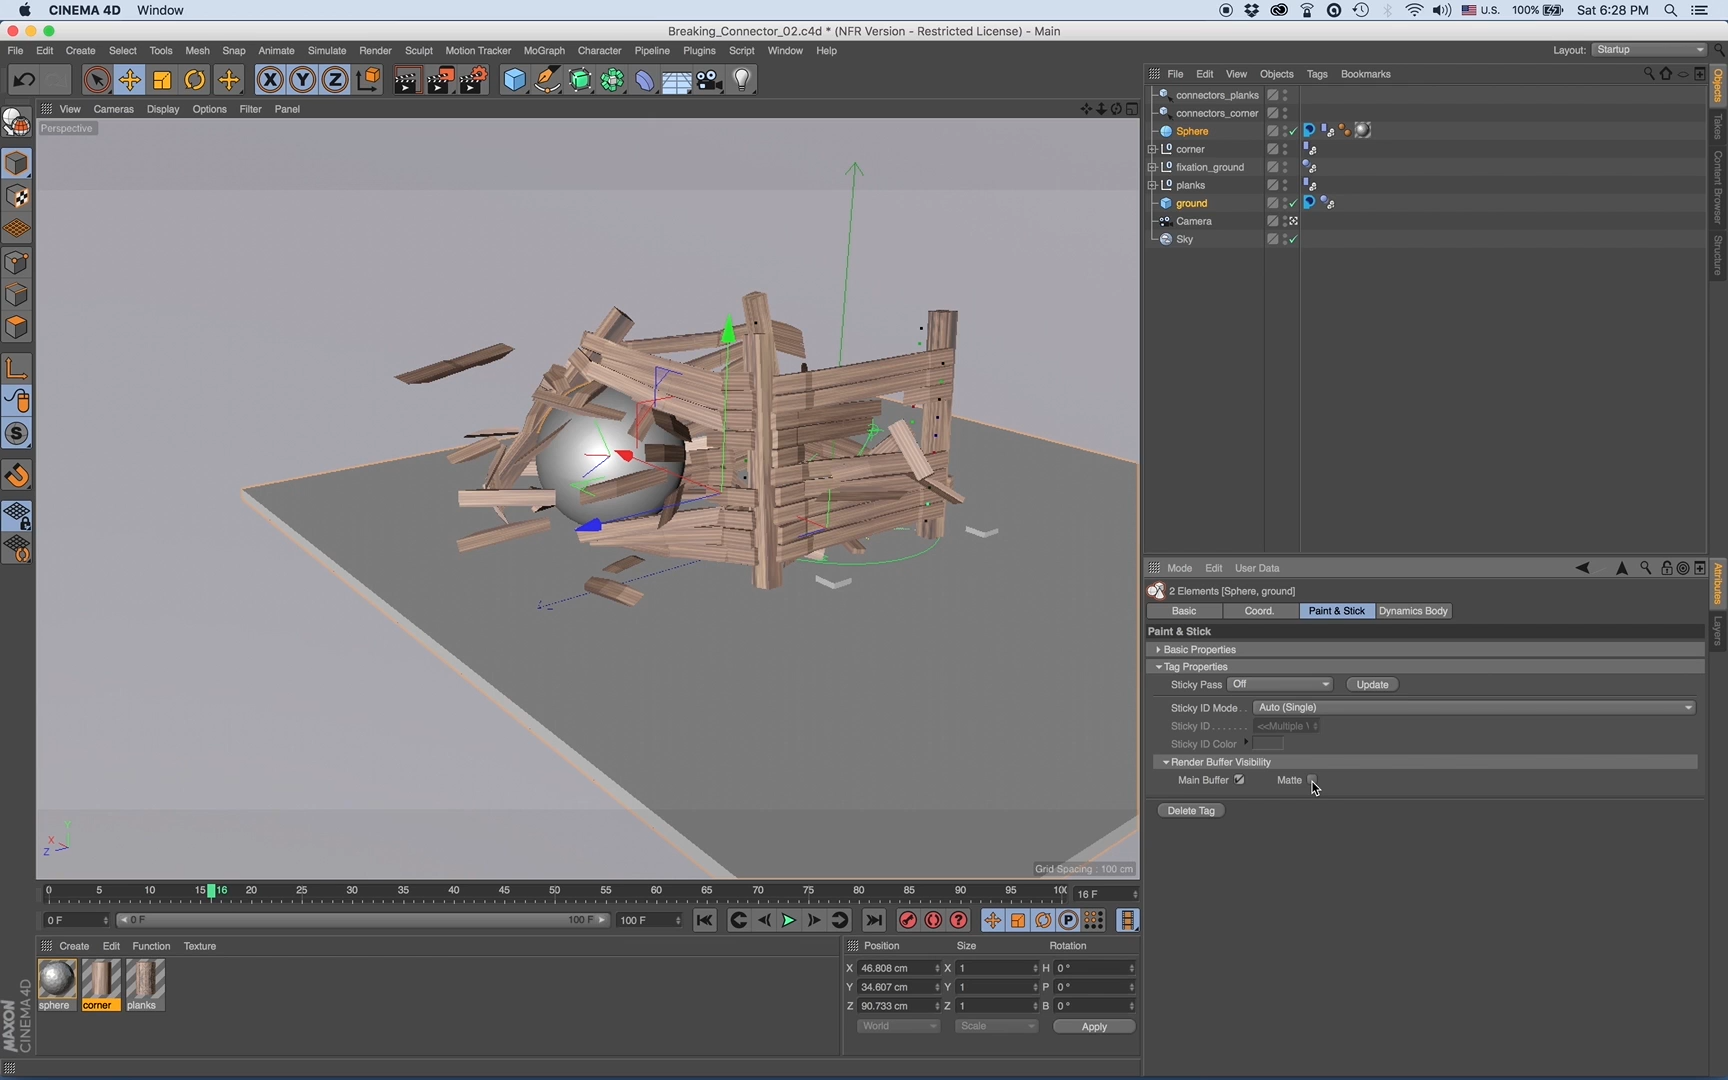 CINEMA 4D Window U.S. 100% Sat 6:28 PM
Breaking_Connector_02.c4d * (NFR Version - Restricted License) - Main
File Edit Create Select Tools Mesh Snap Animate Simulate Render Sculpt Motion Tracker MoGraph Character Pipeline Plugins Script Window Help Layout: Startup
X Y Z
File Edit View Objects Tags Bookmarks
View Cameras Display Options Filter Panel
Perspective
connectors_planks
connectors_corner
Sphere
corner
fixation_ground
planks
ground
Camera
Sky
Objects
Takes
Content Browser
Structure
Mode Edit User Data
2 Elements [Sphere, ground]
Basic Coord. Paint & Stick Dynamics Body
Paint & Stick
Basic Properties
Tag Properties
Sticky Pass Off Update
Sticky ID Mode . . Auto (Single)
Sticky ID . . . . . . . <<Multiple
Sticky ID Color
Render Buffer Visibility
Main Buffer Matte
Delete Tag
Attributes
Layers
Y
X
Z
Grid Spacing : 100 cm
0 5 10 15 16 20 25 30 35 40 45 50 55 60 65 70 75 80 85 90 95 10( 16 F
0 F 0 F 100 F 100 F
Create Edit Function Texture
sphere corner planks
Position Size Rotation
X 46.808 cm X 1 H 0 °
Y 34.607 cm Y 1 P 0 °
Z 90.733 cm Z 1 B 0 °
World Scale Apply
MAXON
CINEMA 4D